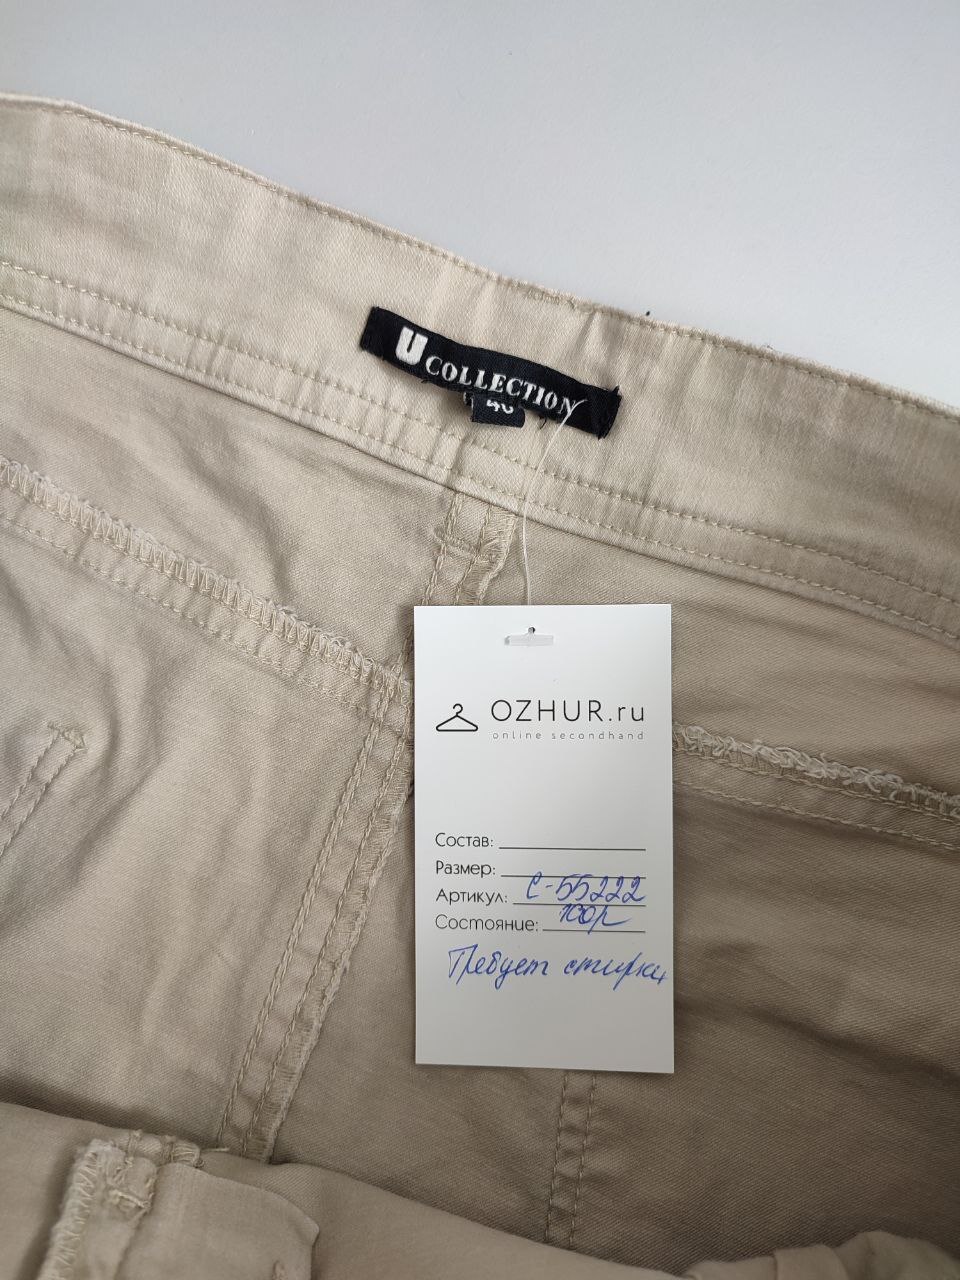 U COLLECTION
OZHUR.ru
online secondhand
Состав:
Размер:
Артикул: С-55222
Состояние: 100р
Требует стирки